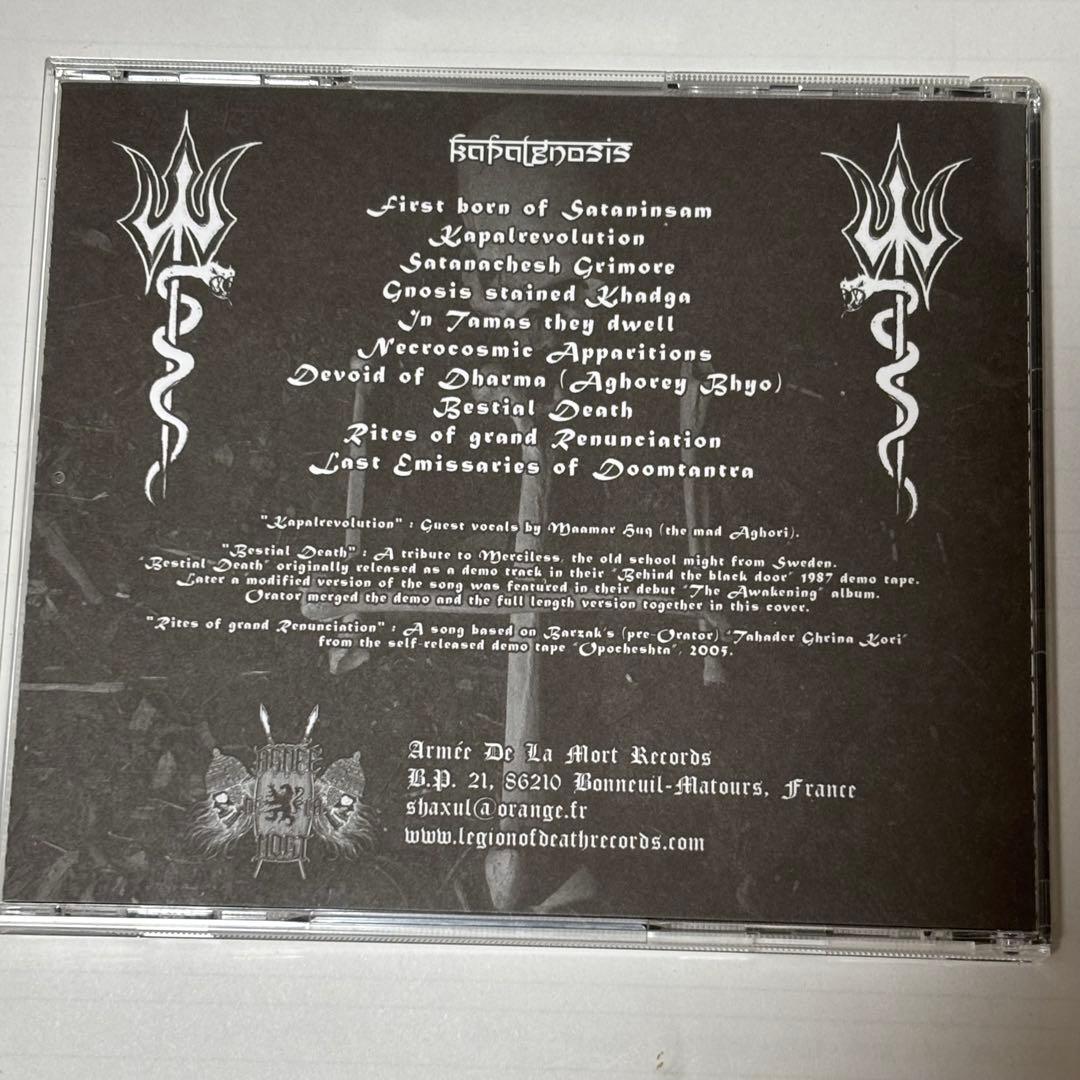 kapalgnosis
First born of Sataninsam
Kapalrevolution
Satanachesh Grimore
Gnosis stained Khadga
In Tamas they dwell
Necrocosmic Apparitions
Devoid of Dharma (Aghorey Bhyo)
Bestial Death
Rites of grand Renunciation
Last Emissaries of Doomtantra
"Kapalrevolution" : Guest vocals by Maamar Huq (the mad Aghori).
"Bestial Death" : A tribute to Merciless, the old school might from Sweden.
"Bestial Death" originally released as a demo track in their "Behind the black door" 1987 demo tape.
Later a modified version of the song was featured in their debut "The Awakening" album.
Orator merged the demo and the full length version together in this cover.
"Rites of grand Renunciation" : A song based on Barzak's (pre-Orator) "Tahader Ghrina Kori"
from the self-released demo tape "Opocheshta", 2005.
ARMÉE
DE LA
MORT
Armée De La Mort Records
B.P. 21, 86210 Bonneuil-Matours, France
shaxul@orange.fr
www.legionofdeathrecords.com